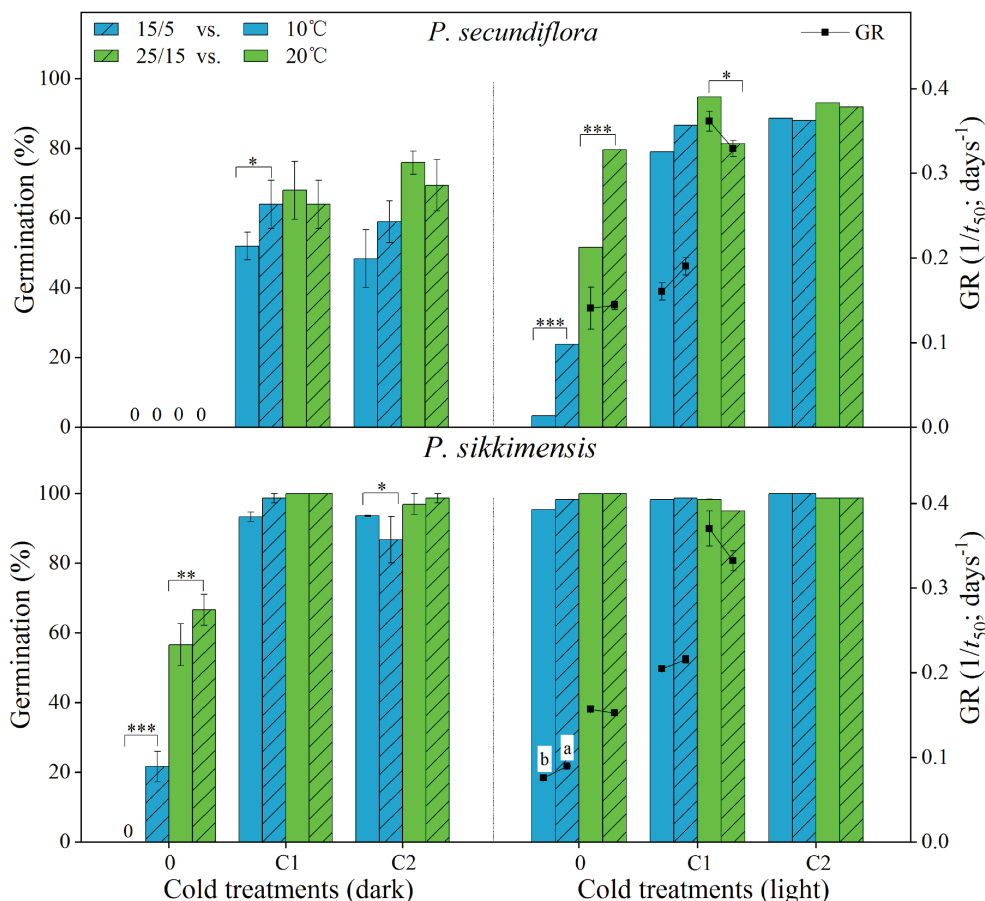 15/5 vs. 10℃
25/15 vs. 20℃
P. secundiflora
GR
Germination (%)
100
80
60
40
20
0
*
0 0 0 0
***
***
*
0.4
0.3
0.2
0.1
0.0
GR (1/t50; days-1)
P. sikkimensis
Germination (%)
100
80
60
40
20
0
***
0
**
*
b a
0.4
0.3
0.2
0.1
0.0
GR (1/t50; days-1)
0 C1 C2 0 C1 C2
Cold treatments (dark) Cold treatments (light)